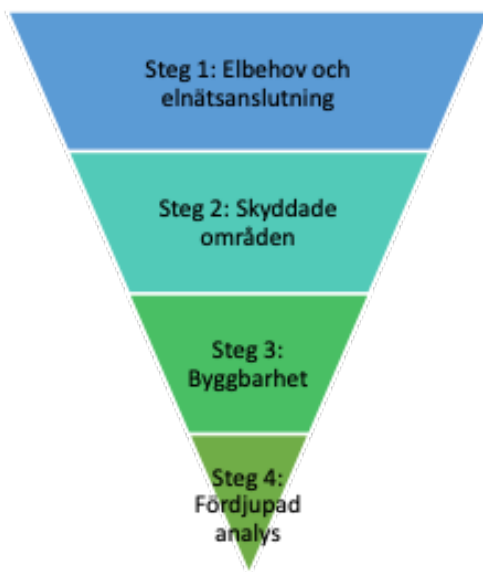 Steg 1: Elbehov och
elnätsanslutning
Steg 2: Skyddade
områden
Steg 3:
Byggbarhet
Steg 4:
Fördjupad
analys